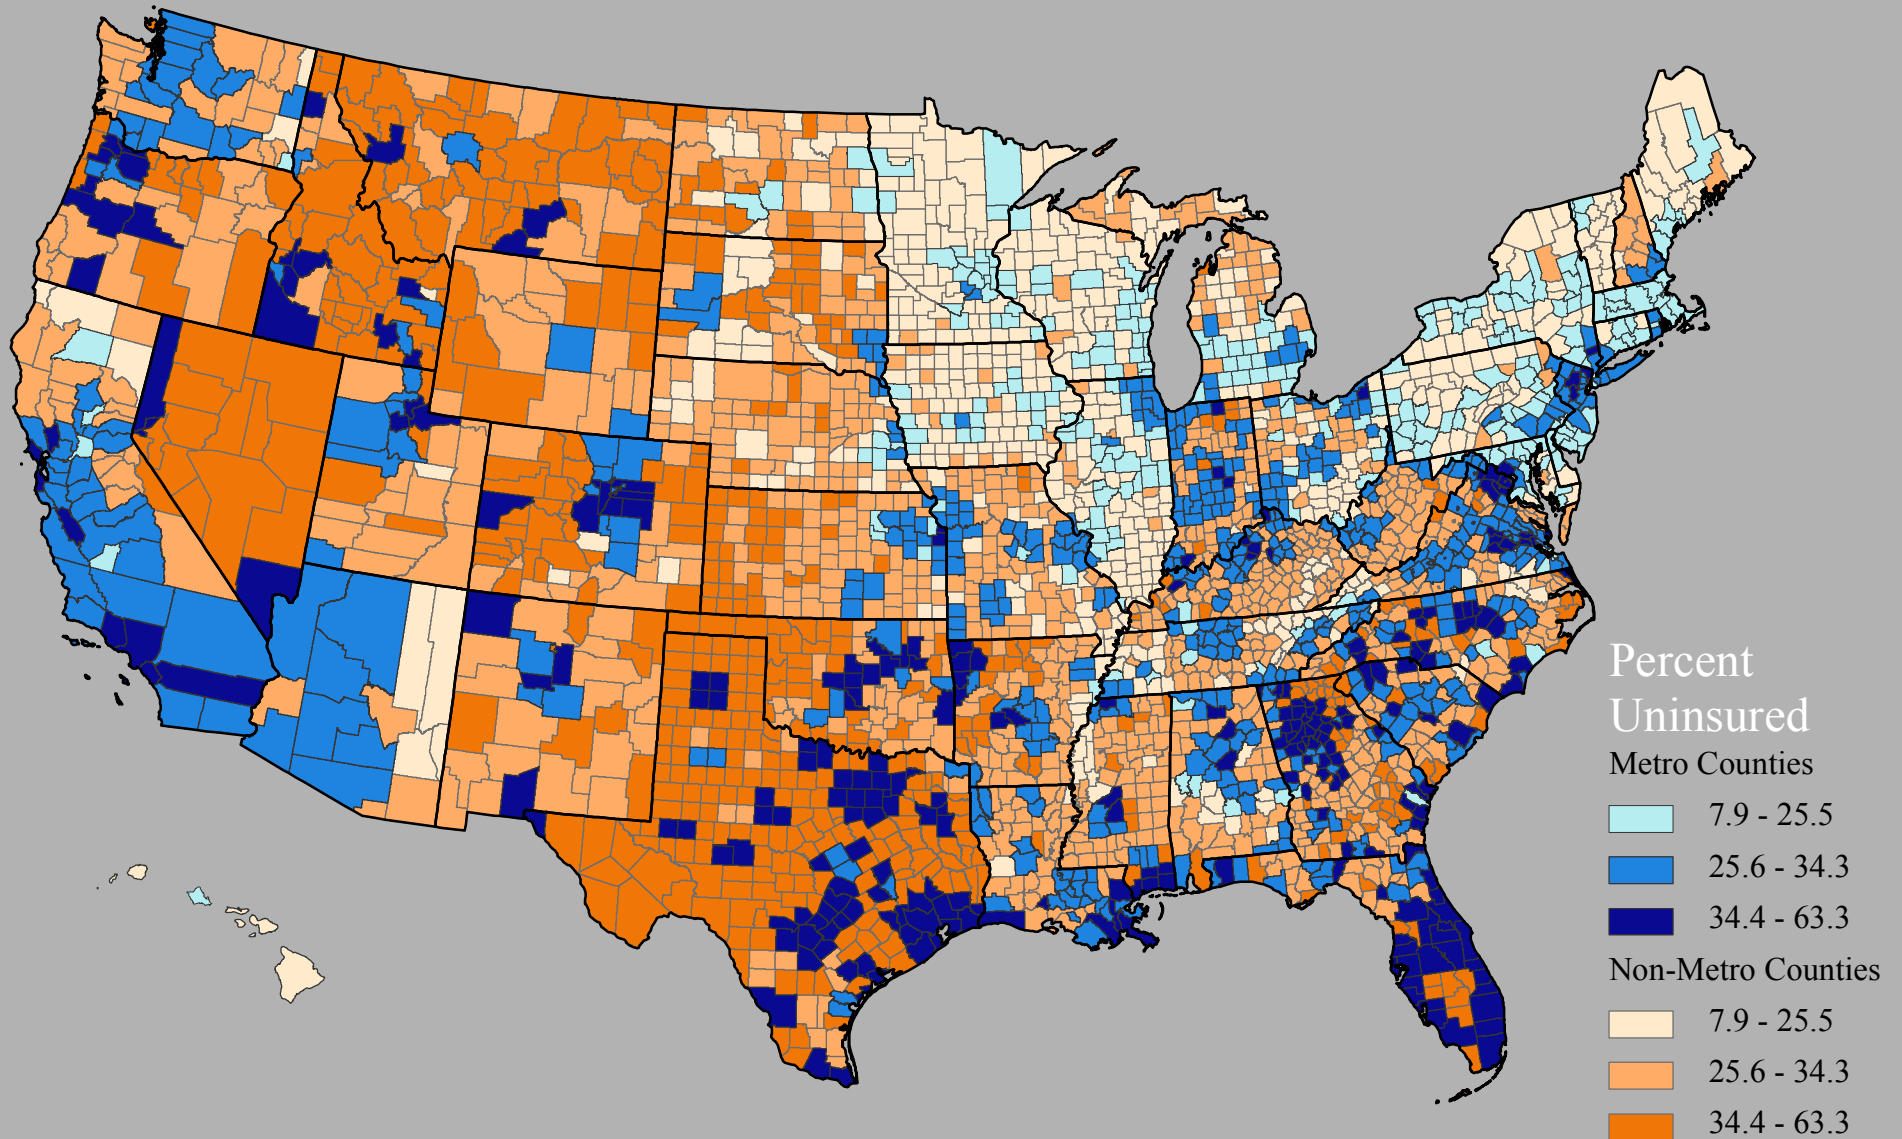 Percent
Uninsured
Metro Counties
7.9 - 25.5
25.6 - 34.3
34.4 - 63.3
Non-Metro Counties
7.9 - 25.5
25.6 - 34.3
34.4 - 63.3